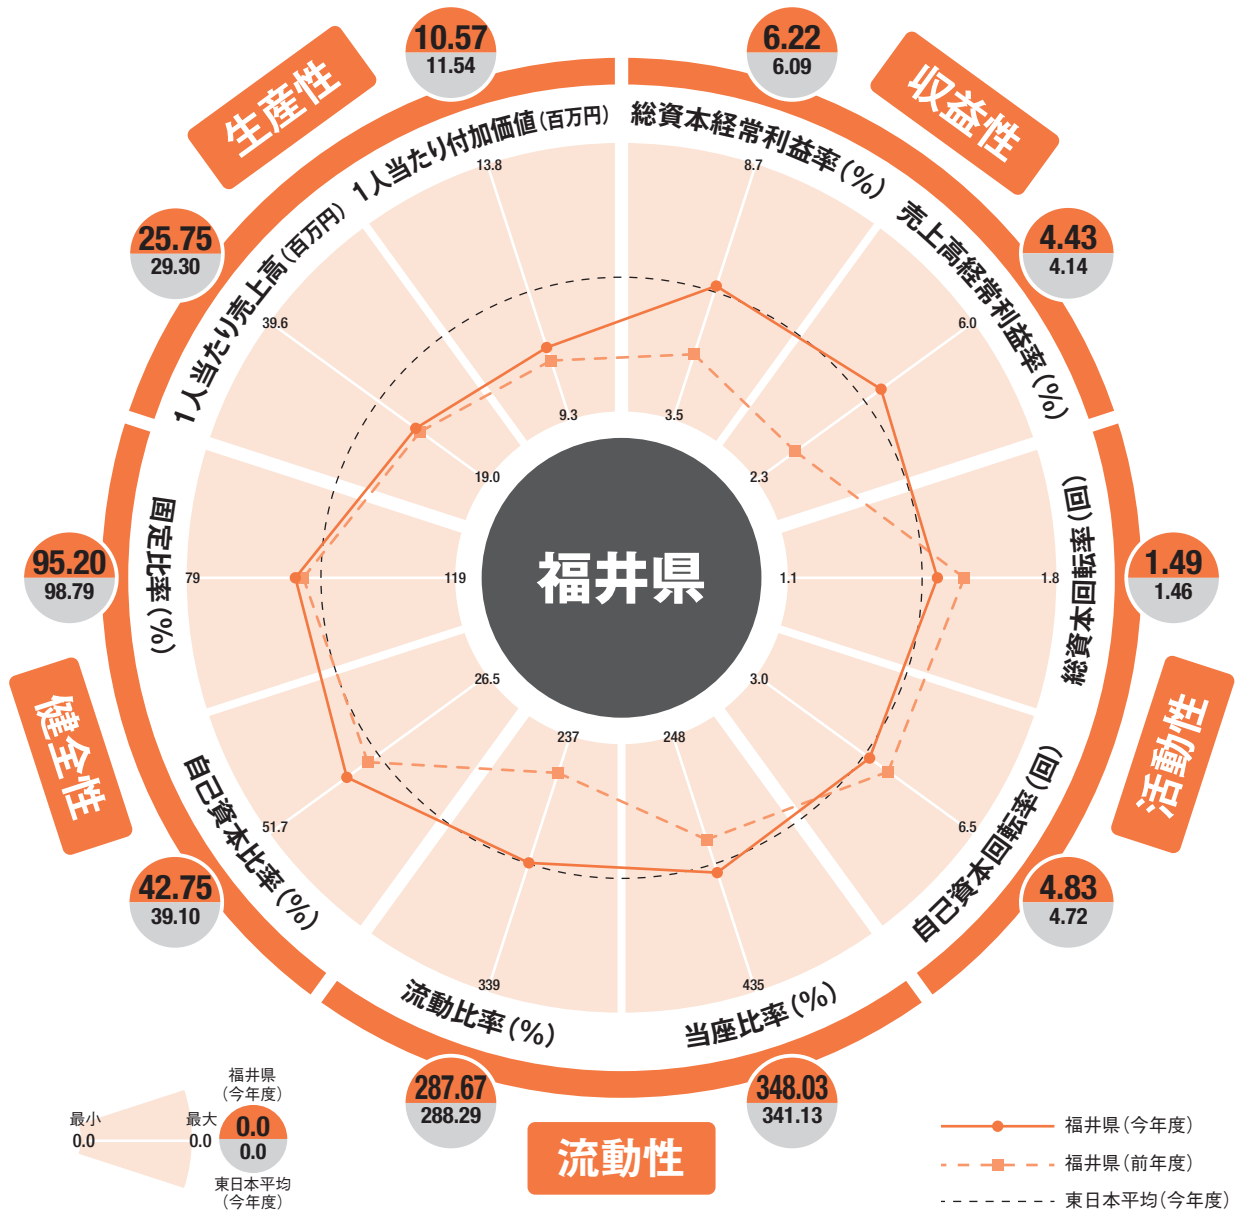 福井県
収益性
総資本経常利益率(%)
6.22
6.09
8.7
3.5
売上高経常利益率(%)
4.43
4.14
6.0
2.3
活動性
総資本回転率(回)
1.49
1.46
1.8
1.1
自己資本回転率(回)
4.83
4.72
6.5
3.0
流動性
当座比率(%)
348.03
341.13
435
248
流動比率(%)
287.67
288.29
339
237
健全性
自己資本比率(%)
42.75
39.10
51.7
26.5
固定比率(%)
95.20
98.79
79
119
生産性
1人当たり売上高(百万円)
25.75
29.30
39.6
19.0
1人当たり付加価値(百万円)
10.57
11.54
13.8
9.3
福井県
(今年度)
最小
0.0
最大
0.0
0.0
0.0
東日本平均
(今年度)
福井県(今年度)
福井県(前年度)
東日本平均(今年度)